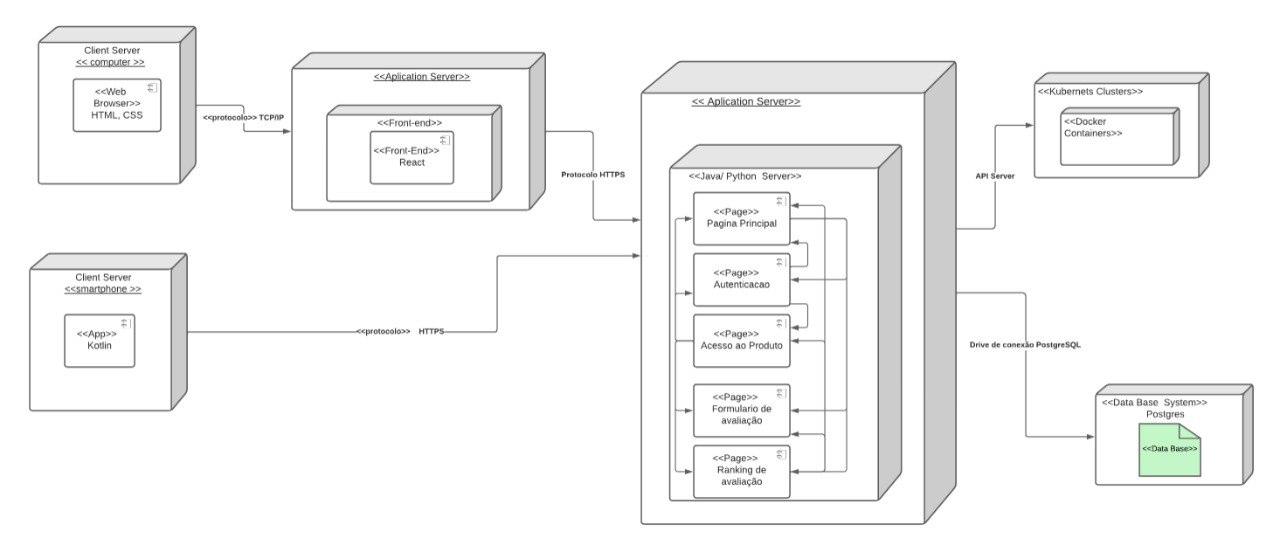 Client Server
<< computer >>
<<Web
Browser>>
HTML, CSS
<<protocolo>> TCP/IP
<<Aplication Server>>
<<Front-end>>
<<Front-End>>
React
Protocolo HTTPS
Client Server
<<smartphone >>
<<App>>
Kotlin
<<protocolo>> HTTPS
<< Aplication Server>>
<<Java/ Python Server>>
<<Page>>
Pagina Principal
<<Page>>
Autenticacao
<<Page>>
Acesso ao Produto
<<Page>>
Formulario de
avaliação
<<Page>>
Ranking de
avaliação
API Server
<<Kubernets Clusters>>
<<Docker
Containers>>
Drive de conexão PostgreSQL
<<Data Base System>>
Postgres
<<Data Base>>